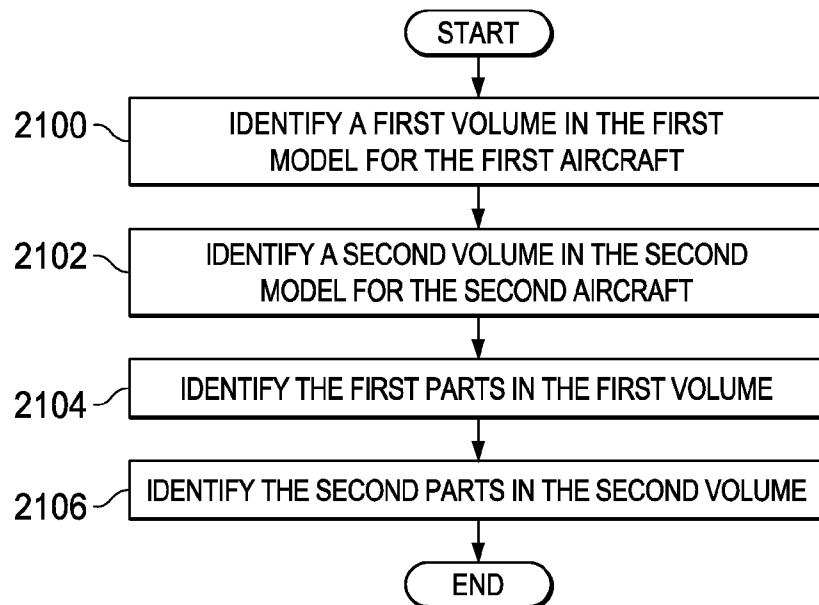 START
2100
IDENTIFY A FIRST VOLUME IN THE FIRST
MODEL FOR THE FIRST AIRCRAFT
2102
IDENTIFY A SECOND VOLUME IN THE SECOND
MODEL FOR THE SECOND AIRCRAFT
2104
IDENTIFY THE FIRST PARTS IN THE FIRST VOLUME
2106
IDENTIFY THE SECOND PARTS IN THE SECOND VOLUME
END